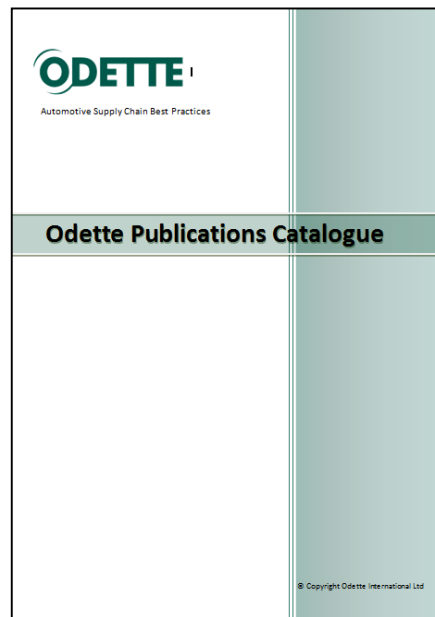 ODETTE
Automotive Supply Chain Best Practices
Odette Publications Catalogue
© Copyright Odette International Ltd